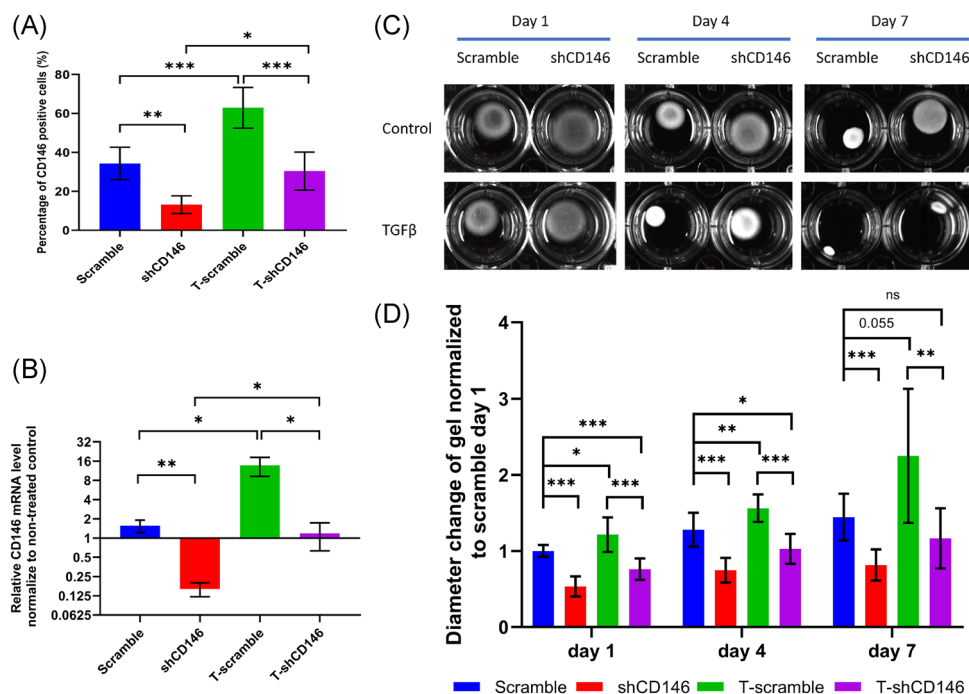 (A)
Percentage of CD146 positive cells (%)
80
60
40
20
0
*
***
***
**
Scramble
shCD146
T-scramble
T-shCD146
(B)
Relative CD146 mRNA level
normalize to non-treated control
32
16
8
4
2
1
0.5
0.25
0.125
0.0625
*
*
*
**
Scramble
shCD146
T-scramble
T-shCD146
(C)
Day 1
Day 4
Day 7
Scramble
shCD146
Scramble
shCD146
Scramble
shCD146
Control
TGFβ
(D)
Diameter change of gel normalized
to scramble day 1
4
3
2
1
0
***
*
***
***
*
**
***
***
ns
0.055
***
**
day 1
day 4
day 7
Scramble
shCD146
T-scramble
T-shCD146